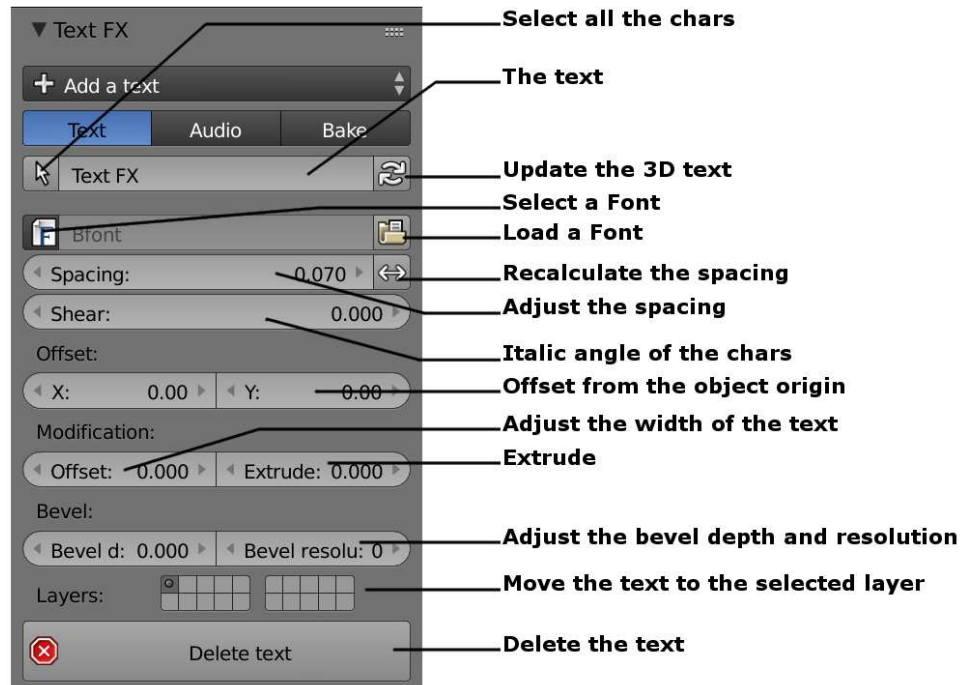 Text FX
Select all the chars
Add a text
The text
Text Audio Bake
Text FX
Update the 3D text
Select a Font
Bfont
Load a Font
Spacing: 0.070
Recalculate the spacing
Adjust the spacing
Shear: 0.000
Italic angle of the chars
Offset:
X: 0.00 Y: 0.00
Offset from the object origin
Modification:
Adjust the width of the text
Offset: 0.000 Extrude: 0.000
Extrude
Bevel:
Bevel d: 0.000 Bevel resolu: 0
Adjust the bevel depth and resolution
Layers:
Move the text to the selected layer
Delete text
Delete the text